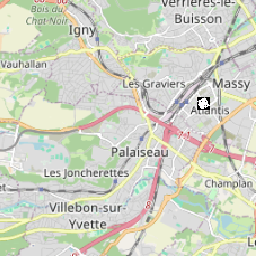 Verrières-le-
Buisson
Bois du
Chat-Noir
Igny
Vauhallan
Les Graviers
Massy
Atlantis
Palaiseau
Les Joncherettes
Champlan
Villebon-sur-
Yvette